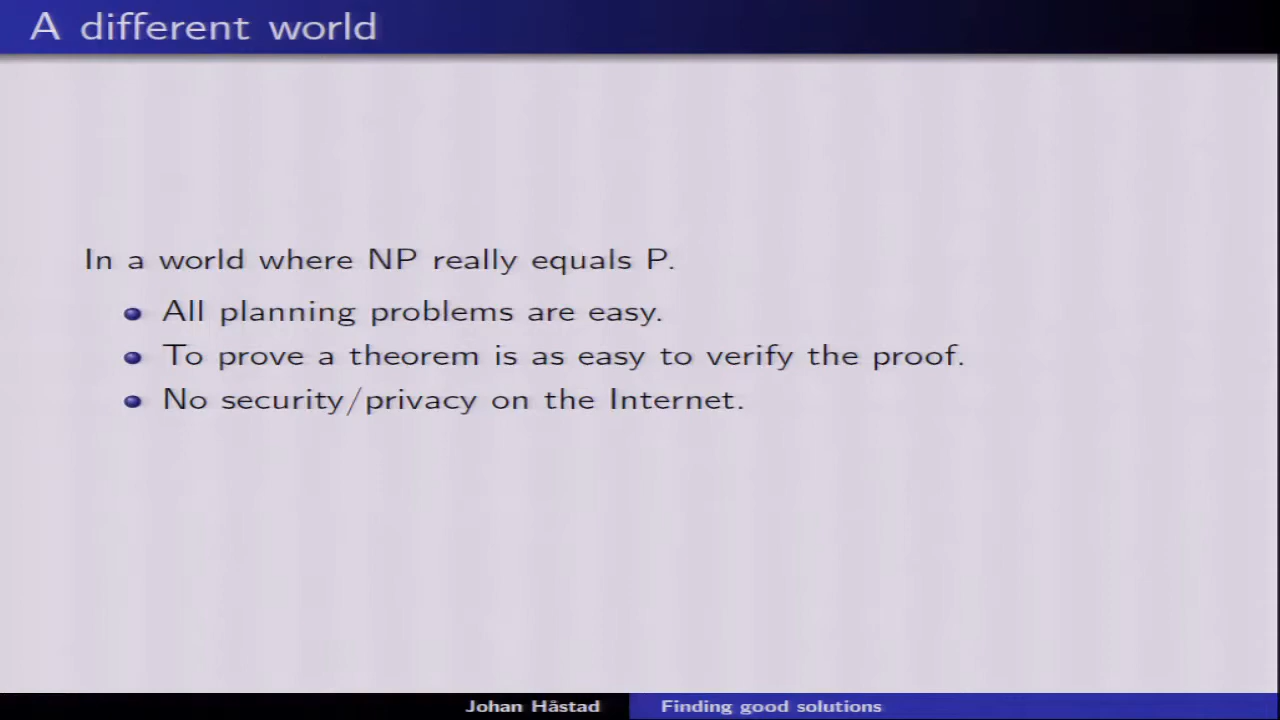 A different world
In a world where NP really equals P.
All planning problems are easy.
To prove a theorem is as easy to verify the proof.
No security/privacy on the Internet.
Johan Håstad
Finding good solutions